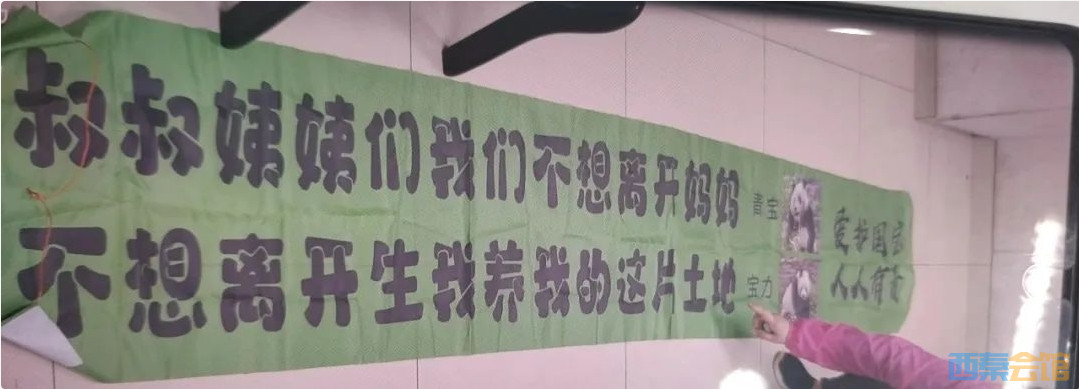 叔叔姨姨们我们不想离开妈妈
不想离开生我养我的这片土地
青宝
宝力
爱护国宝
人人有责
西秦会馆